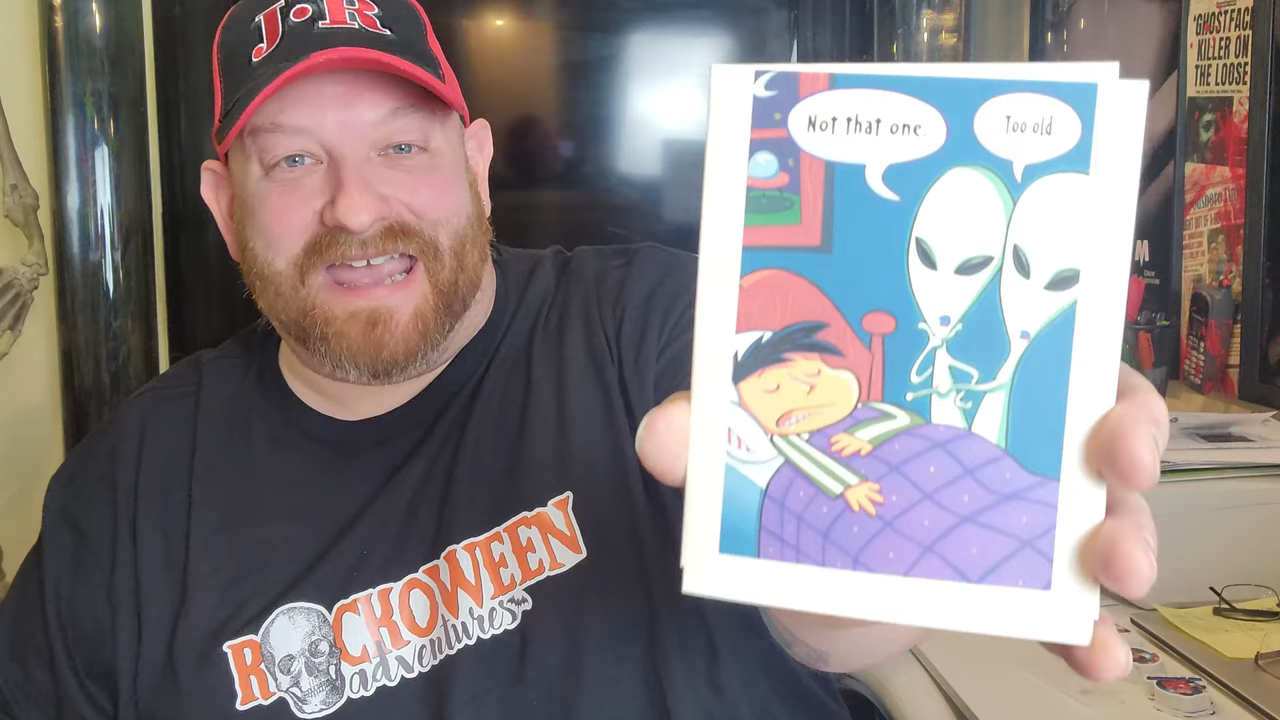 J•R
Not that one.
Too old
ROCKOWEEN
adventures
'GHOSTFACE
KILLER ON
THE LOOSE
M